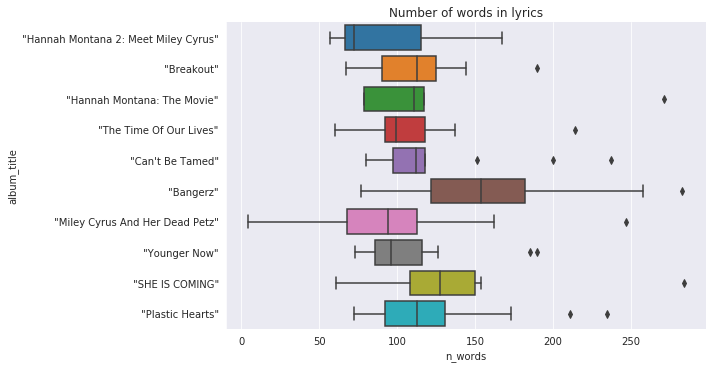 Number of words in lyrics
"Hannah Montana 2: Meet Miley Cyrus"
"Breakout"
"Hannah Montana: The Movie"
"The Time Of Our Lives"
"Can't Be Tamed"
"Bangerz"
"Miley Cyrus And Her Dead Petz"
"Younger Now"
"SHE IS COMING"
"Plastic Hearts"
album_title
0 50 100 150 200 250
n_words